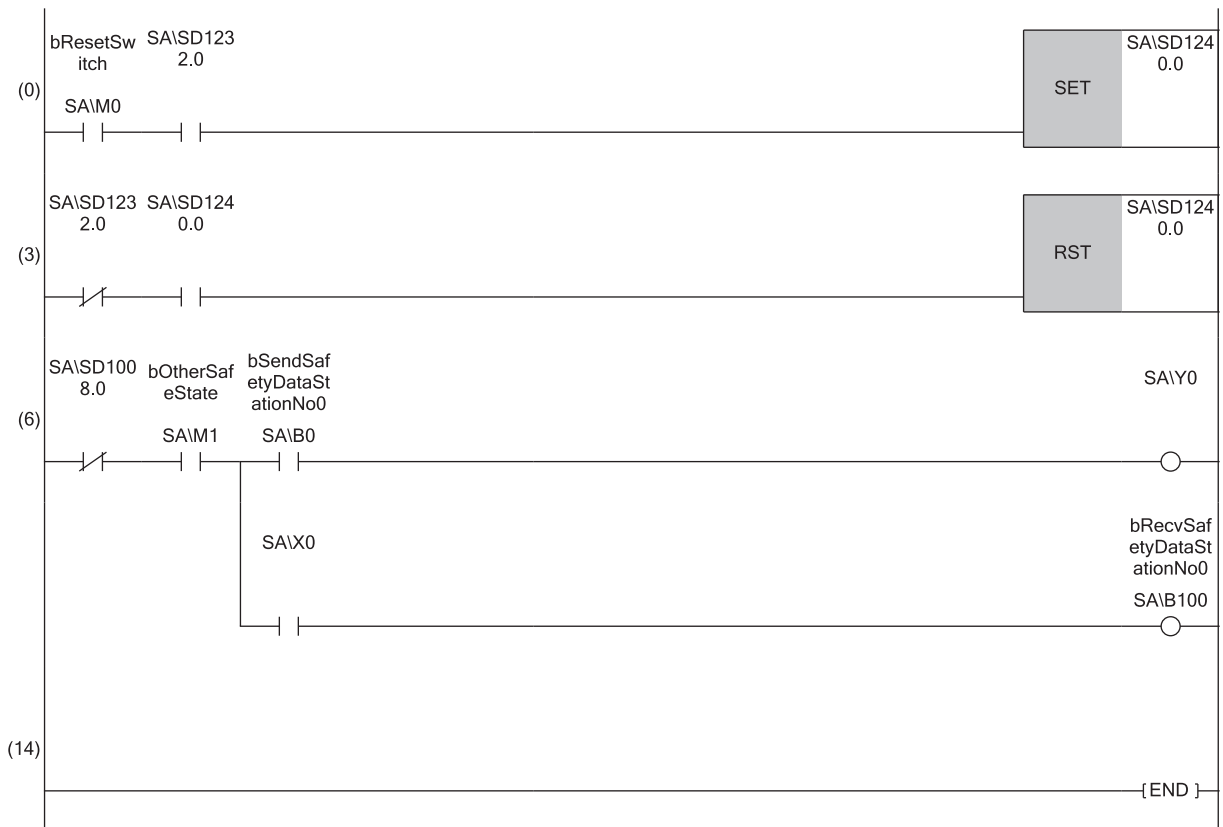 bResetSw
itch
SA\SD123
2.0
SA\SD124
0.0
(0)
SET
SA\M0
SA\SD123
2.0
SA\SD124
0.0
SA\SD124
0.0
(3)
RST
SA\SD100
8.0
bOtherSaf
eState
bSendSaf
etyDataSt
ationNo0
SA\Y0
(6)
SA\M1
SA\B0
SA\X0
bRecvSaf
etyDataSt
ationNo0
SA\B100
(14)
END